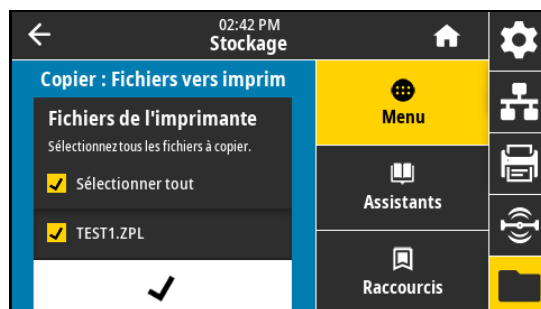 02:42 PM
Stockage
Copier : Fichiers vers imprim
Fichiers de l'imprimante
Sélectionnez tous les fichiers à copier.
Sélectionner tout
TEST1.ZPL
Menu
Assistants
Raccourcis